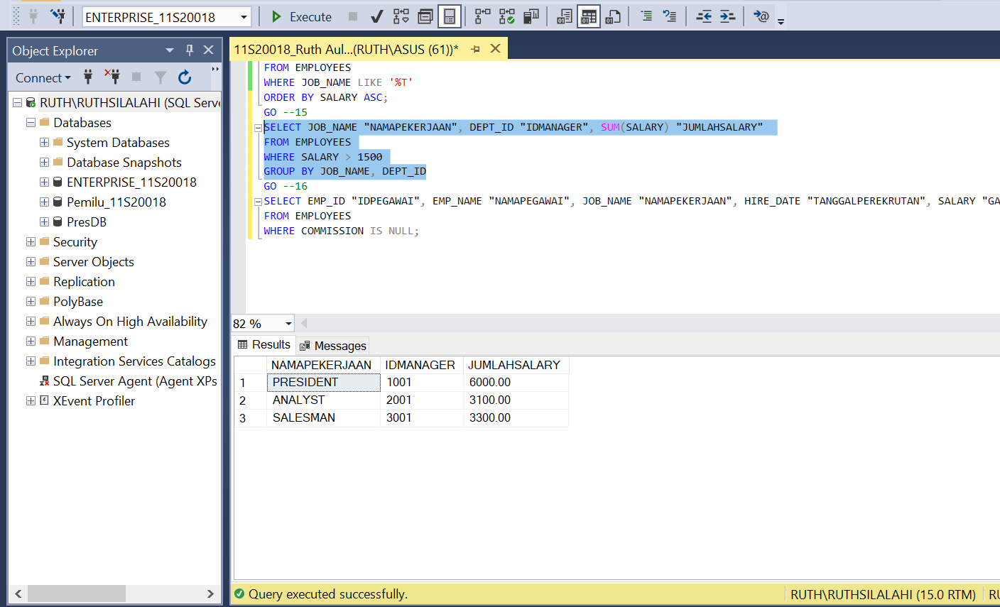 ENTERPRISE_11S20018
Execute
Object Explorer
Connect
RUTH\RUTHSILALAHI (SQL Serve
Databases
System Databases
Database Snapshots
ENTERPRISE_11S20018
Pemilu_11S20018
PresDB
Security
Server Objects
Replication
PolyBase
Always On High Availability
Management
Integration Services Catalogs
SQL Server Agent (Agent XPs
XEvent Profiler
11S20018_Ruth Aul...(RUTH\ASUS (61))*
FROM EMPLOYEES
WHERE JOB_NAME LIKE '%T'
ORDER BY SALARY ASC;
GO --15
SELECT JOB_NAME "NAMAPEKERJAAN", DEPT_ID "IDMANAGER", SUM(SALARY) "JUMLAHSALARY"
FROM EMPLOYEES
WHERE SALARY > 1500
GROUP BY JOB_NAME, DEPT_ID
GO --16
SELECT EMP_ID "IDPEGAWAI", EMP_NAME "NAMAPEGAWAI", JOB_NAME "NAMAPEKERJAAN", HIRE_DATE "TANGGALPEREKRUTAN", SALARY "GA
FROM EMPLOYEES
WHERE COMMISSION IS NULL;
82 %
Results Messages
NAMAPEKERJAAN IDMANAGER JUMLAHSALARY
1 PRESIDENT 1001 6000.00
2 ANALYST 2001 3100.00
3 SALESMAN 3001 3300.00
Query executed successfully.
RUTH\RUTHSILALAHI (15.0 RTM) RU